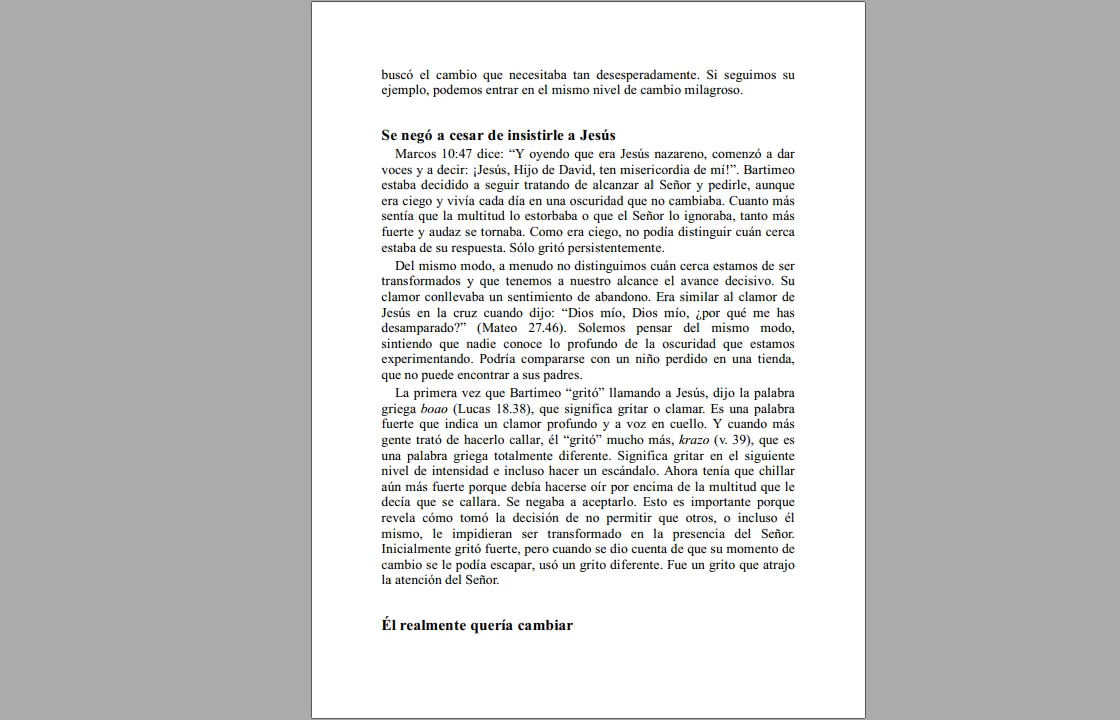 buscó el cambio que necesitaba tan desesperadamente. Si seguimos su
ejemplo, podemos entrar en el mismo nivel de cambio milagroso.
Se negó a cesar de insistirle a Jesús
Marcos 10:47 dice: “Y oyendo que era Jesús nazareno, comenzó a dar
voces y a decir: ¡Jesús, Hijo de David, ten misericordia de mí!”. Bartimeo
estaba decidido a seguir tratando de alcanzar al Señor y pedirle, aunque
era ciego y vivía cada día en una oscuridad que no cambiaba. Cuanto más
sentía que la multitud lo estorbaba o que el Señor lo ignoraba, tanto más
fuerte y audaz se tornaba. Como era ciego, no podía distinguir cuán cerca
estaba de su respuesta. Sólo gritó persistentemente.
Del mismo modo, a menudo no distinguimos cuán cerca estamos de ser
transformados y que tenemos a nuestro alcance el avance decisivo. Su
clamor conllevaba un sentimiento de abandono. Era similar al clamor de
Jesús en la cruz cuando dijo: “Dios mío, Dios mío, ¿por qué me has
desamparado?” (Mateo 27.46). Solemos pensar del mismo modo,
sintiendo que nadie conoce lo profundo de la oscuridad que estamos
experimentando. Podría compararse con un niño perdido en una tienda,
que no puede encontrar a sus padres.
La primera vez que Bartimeo “gritó” llamando a Jesús, dijo la palabra
griega boao (Lucas 18.38), que significa gritar o clamar. Es una palabra
fuerte que indica un clamor profundo y a voz en cuello. Y cuando más
gente trató de hacerlo callar, él “gritó” mucho más, krazo (v. 39), que es
una palabra griega totalmente diferente. Significa gritar en el siguiente
nivel de intensidad e incluso hacer un escándalo. Ahora tenía que chillar
aún más fuerte porque debía hacerse oír por encima de la multitud que le
decía que se callara. Se negaba a aceptarlo. Esto es importante porque
revela cómo tomó la decisión de no permitir que otros, o incluso él
mismo, le impidieran ser transformado en la presencia del Señor.
Inicialmente gritó fuerte, pero cuando se dio cuenta de que su momento de
cambio se le podía escapar, usó un grito diferente. Fue un grito que atrajo
la atención del Señor.
Él realmente quería cambiar